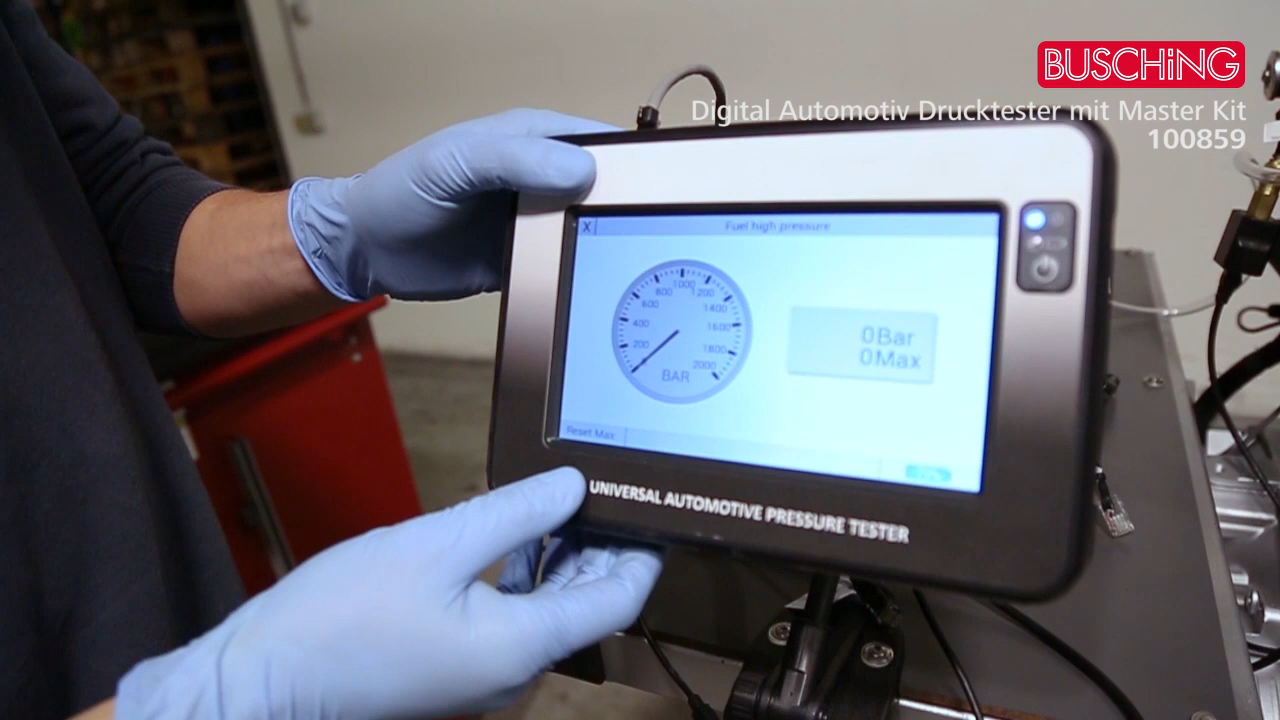 BUSCHiNG
Digital Automotiv Drucktester mit Master Kit
100859
X
Fuel high pressure
200
400
600
800
1000
1200
1400
1600
1800
2000
BAR
0Bar
0Max
Reset Max
UNIVERSAL AUTOMOTIVE PRESSURE TESTER